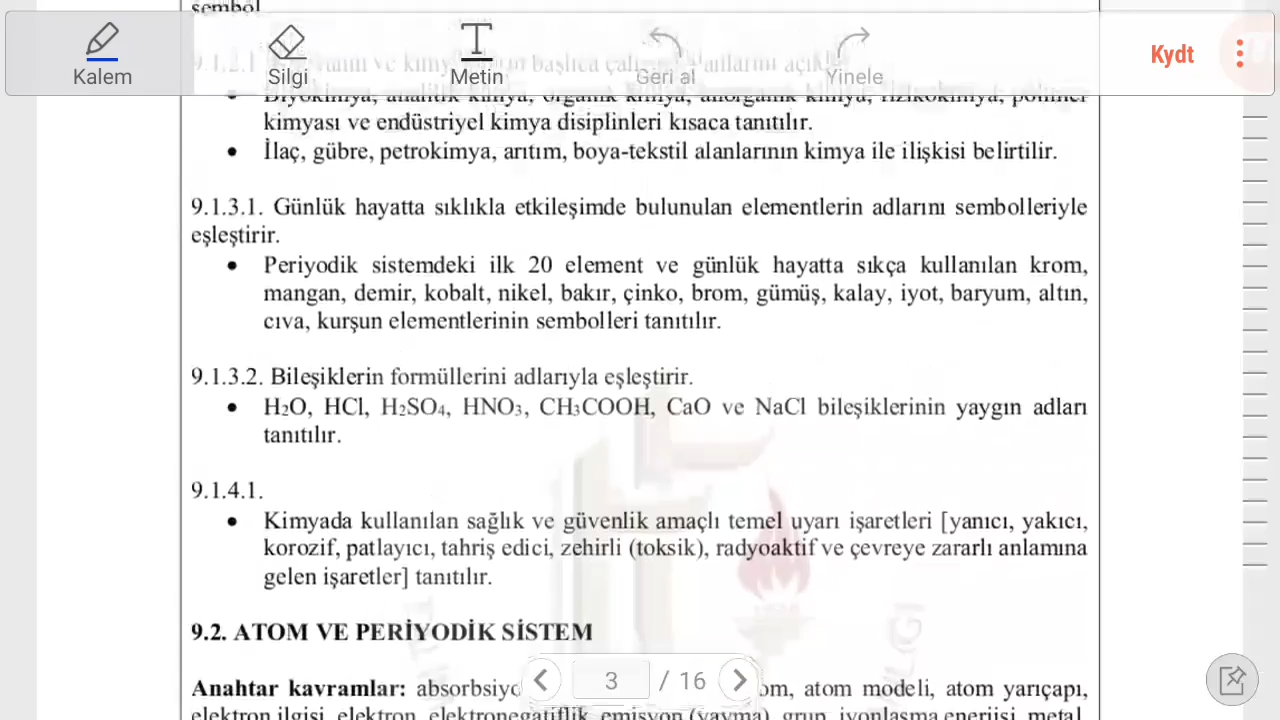 sembol
Kalem
Silgi
Metin
Geri al
Yinele
Kydt
kimyası ve endüstriyel kimya disiplinleri kısaca tanıtılır.
• İlaç, gübre, petrokimya, arıtım, boya-tekstil alanlarının kimya ile ilişkisi belirtilir.
9.1.3.1. Günlük hayatta sıklıkla etkileşimde bulunulan elementlerin adlarını sembolleriyle
eşleştirir.
• Periyodik sistemdeki ilk 20 element ve günlük hayatta sıkça kullanılan krom,
mangan, demir, kobalt, nikel, bakır, çinko, brom, gümüş, kalay, iyot, baryum, altın,
cıva, kurşun elementlerinin sembolleri tanıtılır.
9.1.3.2. Bileşiklerin formüllerini adlarıyla eşleştirir.
• H₂O, HCl, H₂SO₄, HNO₃, CH₃COOH, CaO ve NaCl bileşiklerinin yaygın adları
tanıtılır.
9.1.4.1.
• Kimyada kullanılan sağlık ve güvenlik amaçlı temel uyarı işaretleri [yanıcı, yakıcı,
korozif, patlayıcı, tahriş edici, zehirli (toksik), radyoaktif ve çevreye zararlı anlamına
gelen işaretler] tanıtılır.
9.2. ATOM VE PERİYODİK SİSTEM
Anahtar kavramlar: atom modeli, atom yarıçapı,
3 / 16